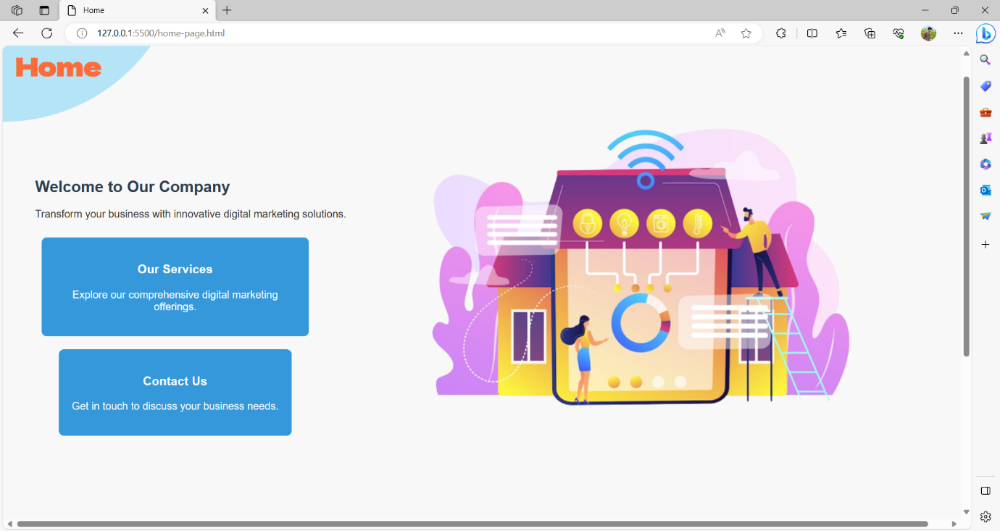 Home
127.0.0.1:5500/home-page.html
Home
Welcome to Our Company
Transform your business with innovative digital marketing solutions.
Our Services
Explore our comprehensive digital marketing
offerings.
Contact Us
Get in touch to discuss your business needs.